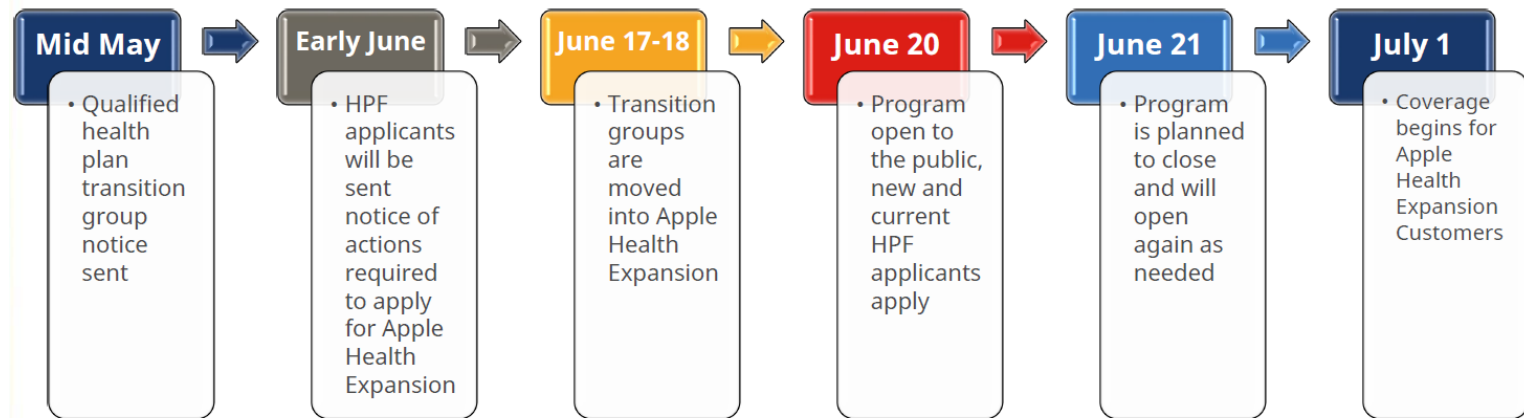 Mid May
• Qualified
health
plan
transition
group
notice
sent
Early June
• HPF
applicants
will be
sent
notice of
actions
required
to apply
for Apple
Health
Expansion
June 17-18
• Transition
groups
are
moved
into Apple
Health
Expansion
June 20
• Program
open to
the public,
new and
current
HPF
applicants
apply
June 21
• Program
is planned
to close
and will
open
again as
needed
July 1
• Coverage
begins for
Apple
Health
Expansion
Customers